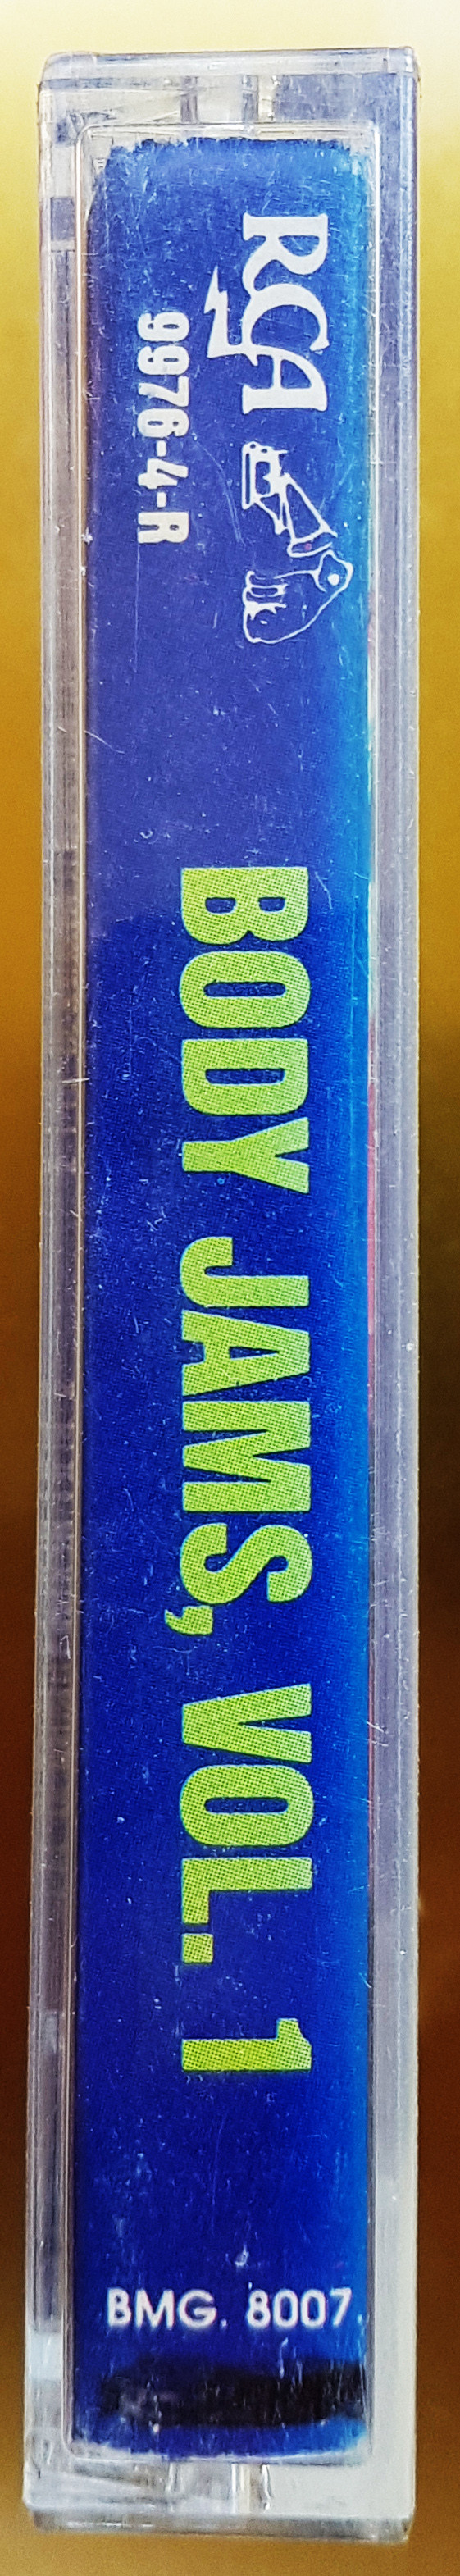 RCA
9976-4-R
BODY JAMS, VOL. 1
BMG. 8007.